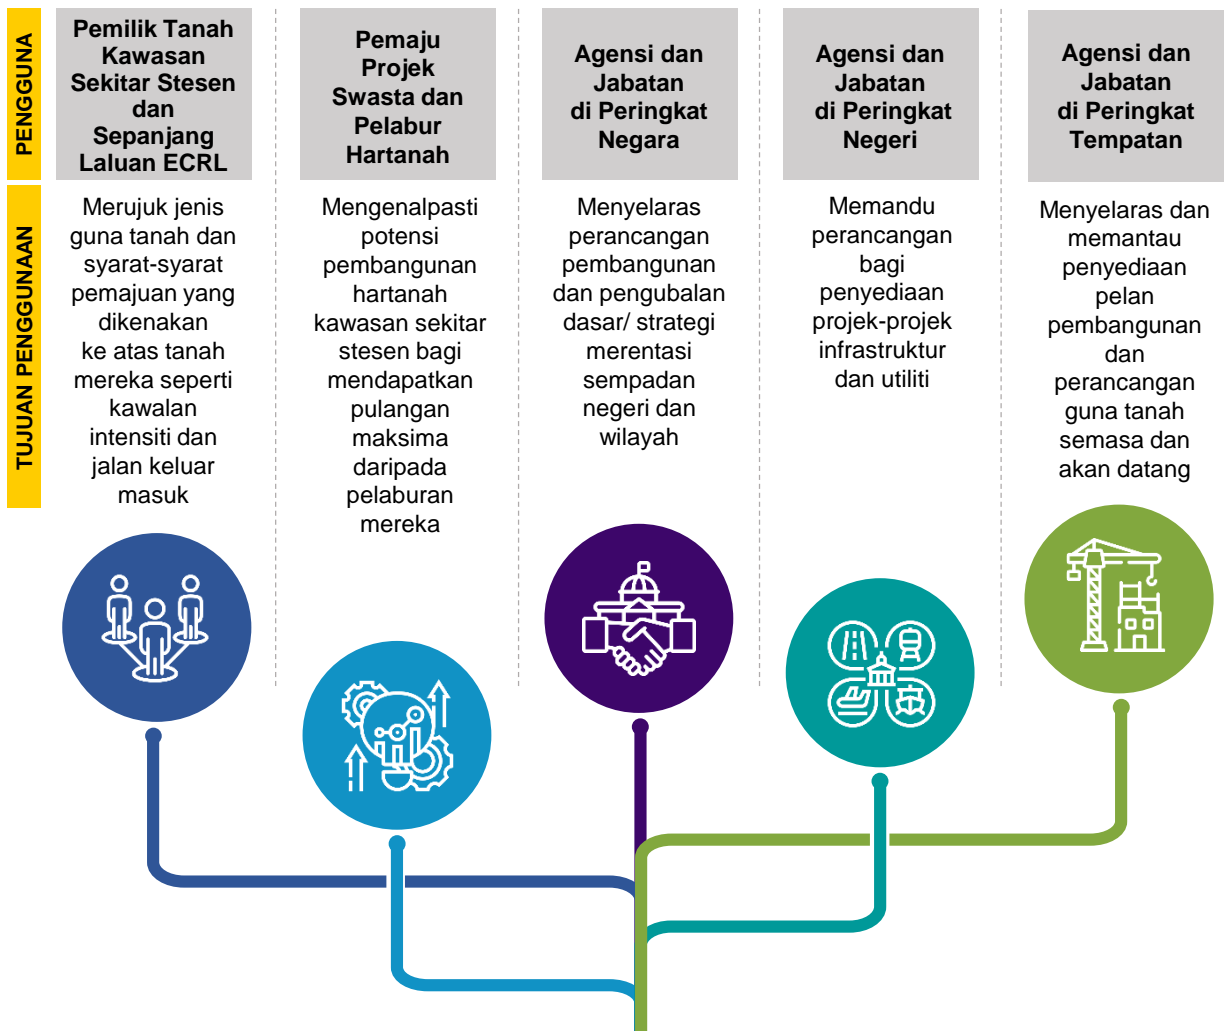 PENGGUNA
Pemilik Tanah
Kawasan
Sekitar Stesen
dan
Sepanjang
Laluan ECRL
Pemaju
Projek
Swasta dan
Pelabur
Hartanah
Agensi dan
Jabatan
di Peringkat
Negara
Agensi dan
Jabatan
di Peringkat
Negeri
Agensi dan
Jabatan
di Peringkat
Tempatan
TUJUAN PENGGUNAAN
Merujuk jenis
guna tanah dan
syarat-syarat
pemajuan yang
dikenakan
ke atas tanah
mereka seperti
kawalan
intensiti dan
jalan keluar
masuk
Mengenalpasti
potensi
pembangunan
hartanah
kawasan sekitar
stesen bagi
mendapatkan
pulangan
maksima
daripada
pelaburan
mereka
Menyelaras
perancangan
pembangunan
dan pengubalan
dasar/ strategi
merentasi
sempadan
negeri dan
wilayah
Memandu
perancangan
bagi
penyediaan
projek-projek
infrastruktur
dan utiliti
Menyelaras dan
memantau
penyediaan
pelan
pembangunan
dan
perancangan
guna tanah
semasa dan
akan datang